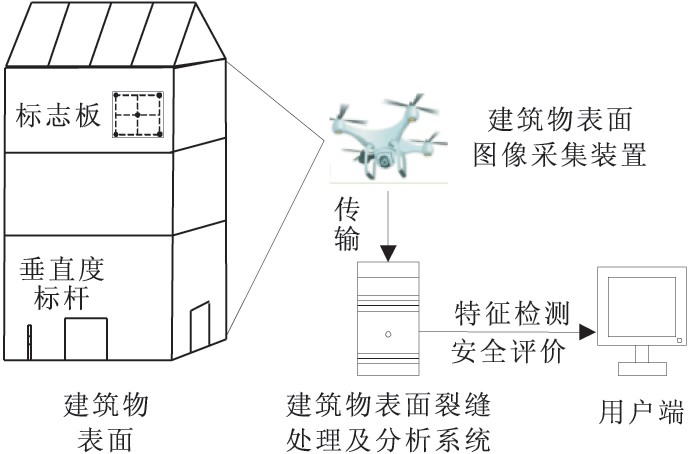 标志板
建筑物表面
图像采集装置
传
输
垂直度
标杆
特征检测
安全评价
建筑物
表面
建筑物表面裂缝
处理及分析系统
用户端